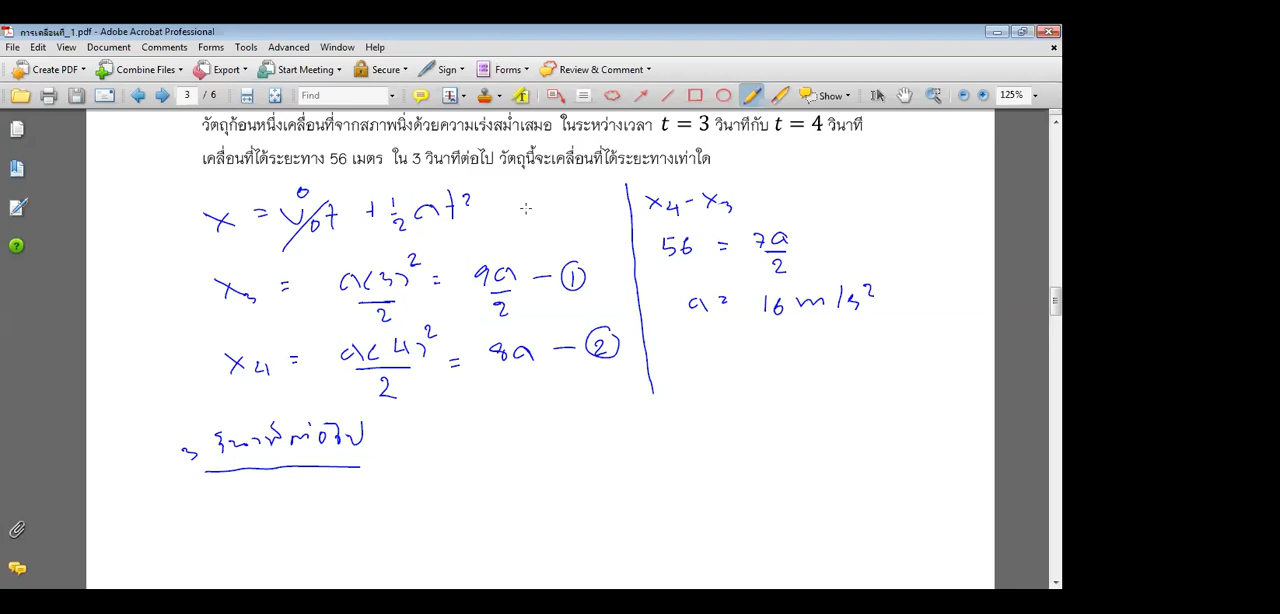 การเคลื่อนที่_1.pdf - Adobe Acrobat Professional
File Edit View Document Comments Forms Tools Advanced Window Help
Create PDF Combine Files Export Start Meeting Secure Sign Forms Review & Comment
3 / 6 Find Show 125%
วัตถุก้อนหนึ่งเคลื่อนที่จากสภาพนิ่งด้วยความเร่งสม่ำเสมอ ในระหว่างเวลา t = 3 วินาทีกับ t = 4 วินาที
เคลื่อนที่ได้ระยะทาง 56 เมตร ใน 3 วินาทีต่อไป วัตถุนี้จะเคลื่อนที่ได้ระยะทางเท่าใด
0
x = v₀t + ½at²
x₃ = a(3)²/2 = 9a/2 – ①
x₄ = a(4)²/2 = 8a – ②
3 วินาทีต่อไป
x₄ - x₃
56 = 7a/2
a = 16 m/s²